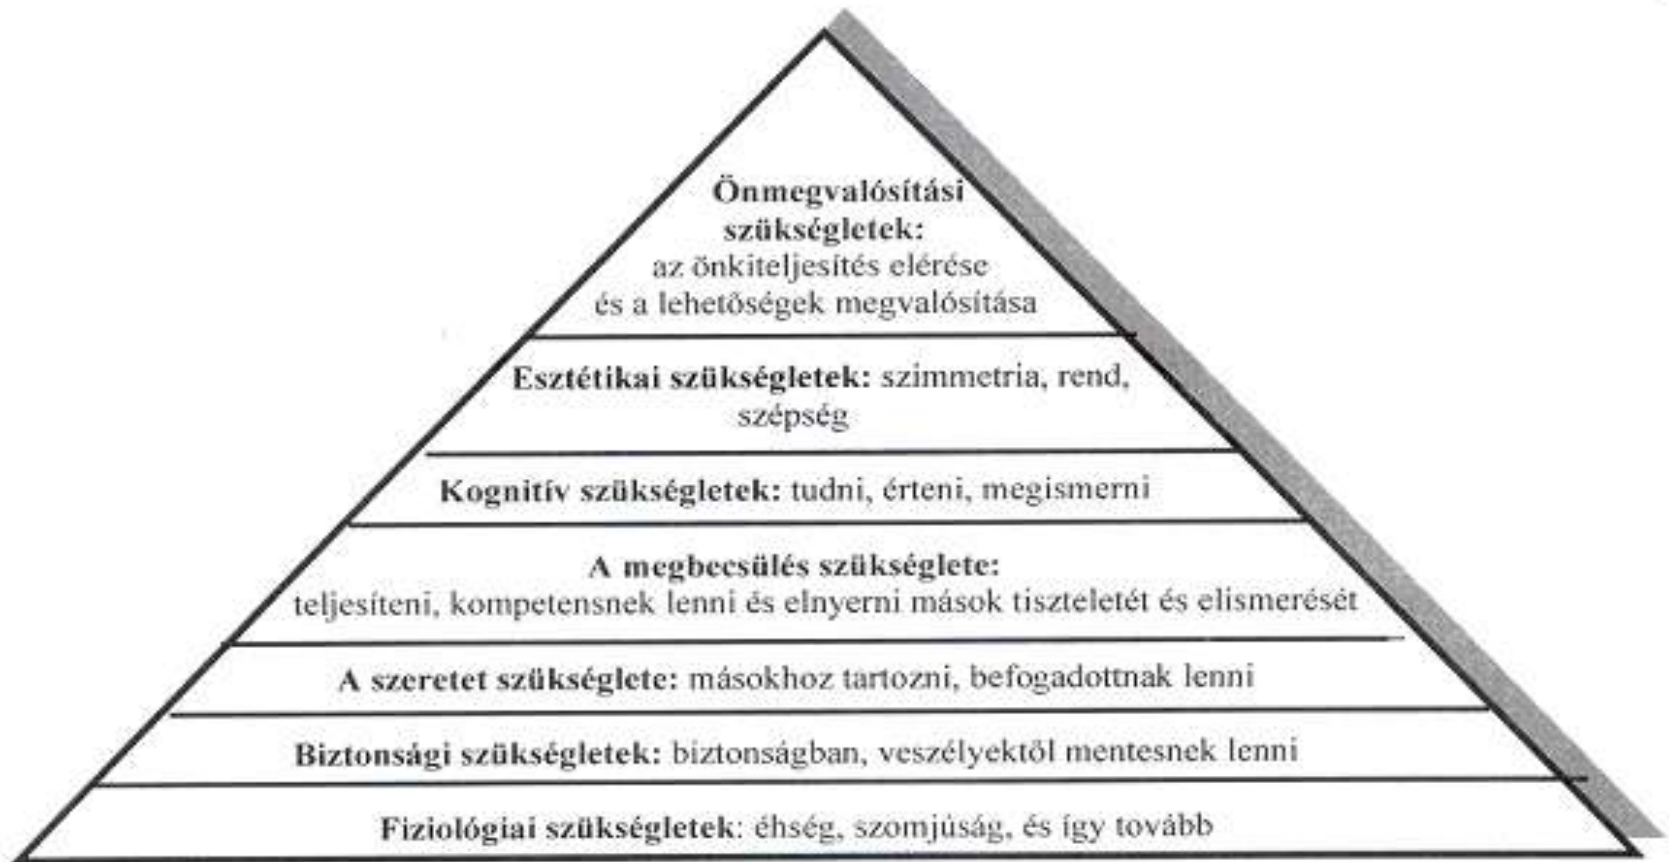 Önmegvalósítási
szükségletek:
az önkiteljesítés elérése
és a lehetőségek megvalósítása
Esztétikai szükségletek: szimmetria, rend,
szépség
Kognitív szükségletek: tudni, érteni, megismerni
A megbecsülés szükséglete:
teljesíteni, kompetensnek lenni és elnyerni mások tiszteletét és elismerését
A szeretet szükséglete: másokhoz tartozni, befogadottnak lenni
Biztonsági szükségletek: biztonságban, veszélyektől mentesnek lenni
Fiziológiai szükségletek: éhség, szomjúság, és így tovább